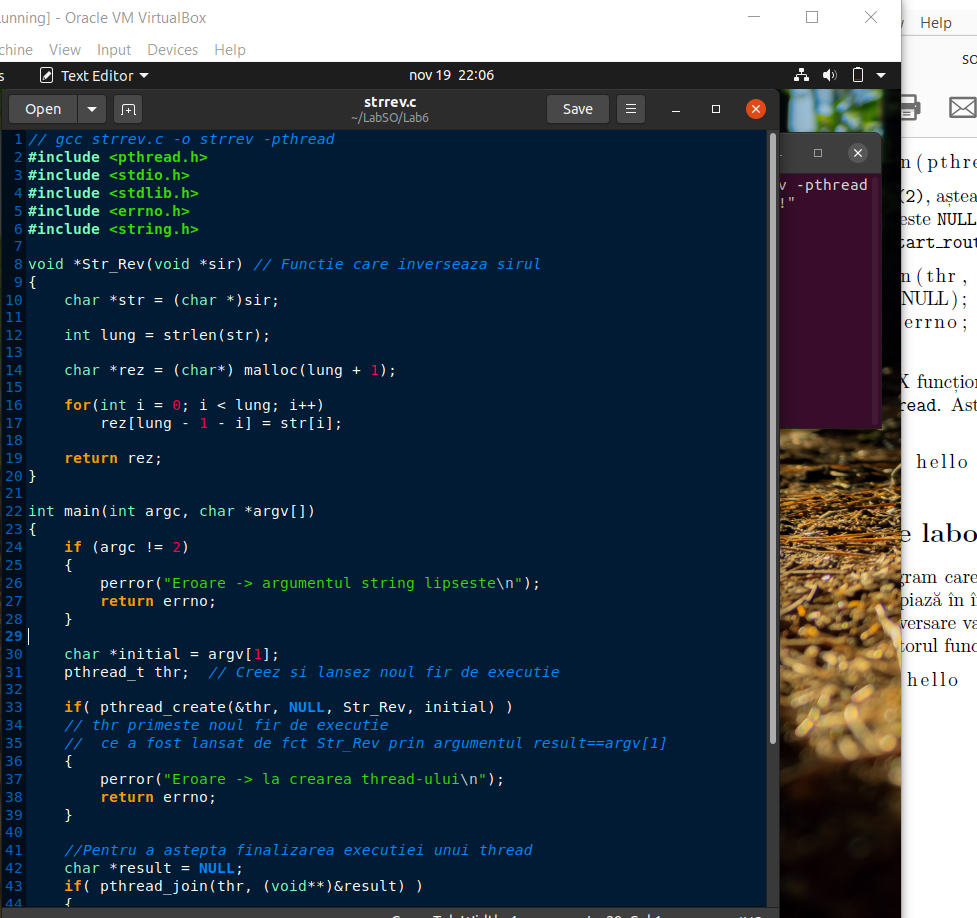 unning] - Oracle VM VirtualBox
chine View Input Devices Help
Help
s Text Editor nov 19 22:06
Open strrev.c Save
~/LabSO/Lab6
1 // gcc strrev.c -o strrev -pthread
2 #include <pthread.h>
3 #include <stdio.h>
4 #include <stdlib.h>
5 #include <errno.h>
6 #include <string.h>
7
8 void *Str_Rev(void *sir) // Functie care inverseaza sirul
9 {
10 char *str = (char *)sir;
11
12 int lung = strlen(str);
13
14 char *rez = (char*) malloc(lung + 1);
15
16 for(int i = 0; i < lung; i++)
17 rez[lung - 1 - i] = str[i];
18
19 return rez;
20 }
21
22 int main(int argc, char *argv[])
23 {
24 if (argc != 2)
25 {
26 perror("Eroare -> argumentul string lipseste\n");
27 return errno;
28 }
29
30 char *initial = argv[1];
31 pthread_t thr; // Creez si lansez noul fir de executie
32
33 if( pthread_create(&thr, NULL, Str_Rev, initial) )
34 // thr primeste noul fir de executie
35 // ce a fost lansat de fct Str_Rev prin argumentul result==argv[1]
36 {
37 perror("Eroare -> la crearea thread-ului\n");
38 return errno;
39 }
40
41 //Pentru a astepta finalizarea executiei unui thread
42 char *result = NULL;
43 if( pthread_join(thr, (void**)&result) )
44 {
v -pthread
!"
so
n(pthre
(2), aștea
este NULL
tart_rout
n(thr,
NULL);
errno;
X funcțion
read. Ast
hello
e labo
gram care
piază în î
versare va
torul func
hello